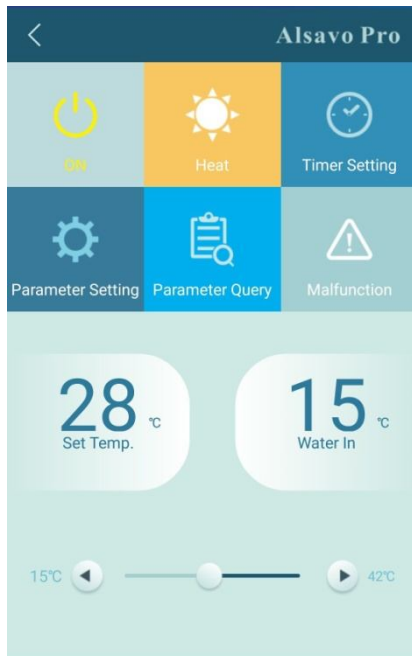 Alsavo Pro
ON
Heat
Timer Setting
Parameter Setting
Parameter Query
Malfunction
28 ℃
Set Temp.
15 ℃
Water In
15℃
42℃